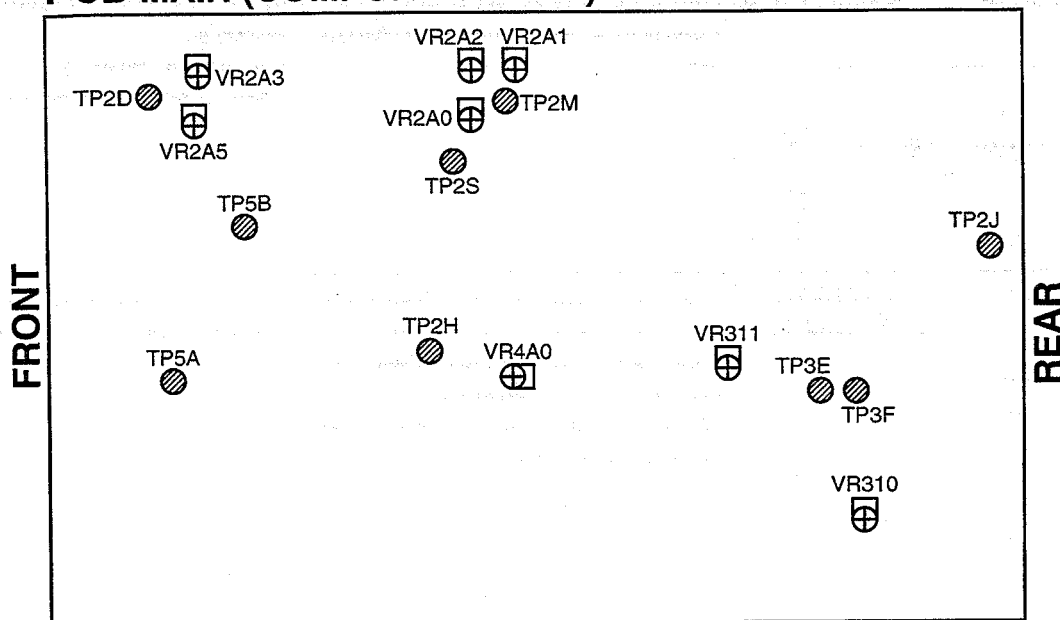 VR2A2 VR2A1
VR2A3
TP2D
TP2M
VR2A0
VR2A5
TP2S
TP5B
TP2J
FRONT
REAR
TP2H
VR311
VR4A0
TP5A
TP3E
TP3F
VR310